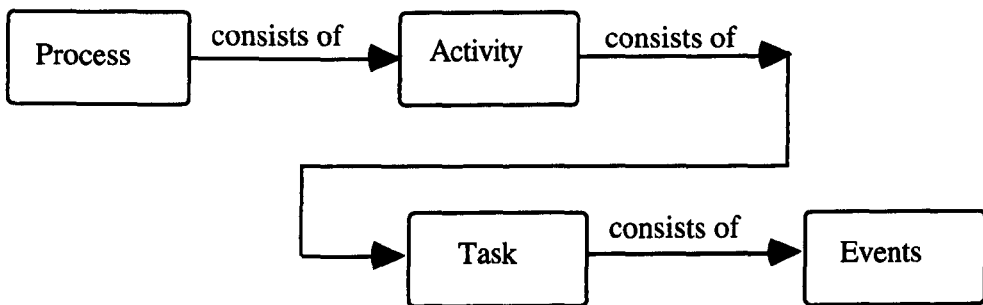 Process
consists of
Activity
consists of
Task
consists of
Events